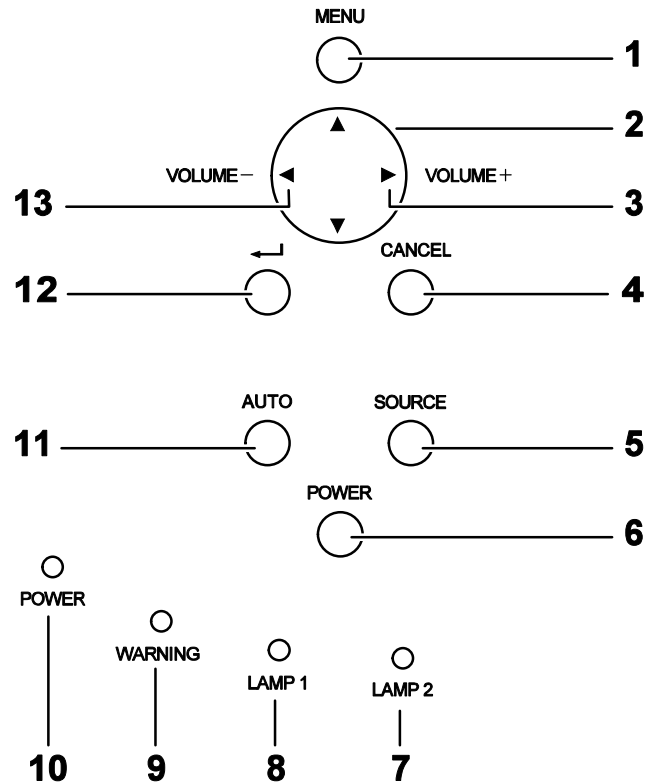 MENU
1
2
VOLUME− VOLUME+
13 3
CANCEL
12 4
AUTO SOURCE
11 5
POWER
6
POWER
WARNING
LAMP 1
LAMP 2
10 9 8 7